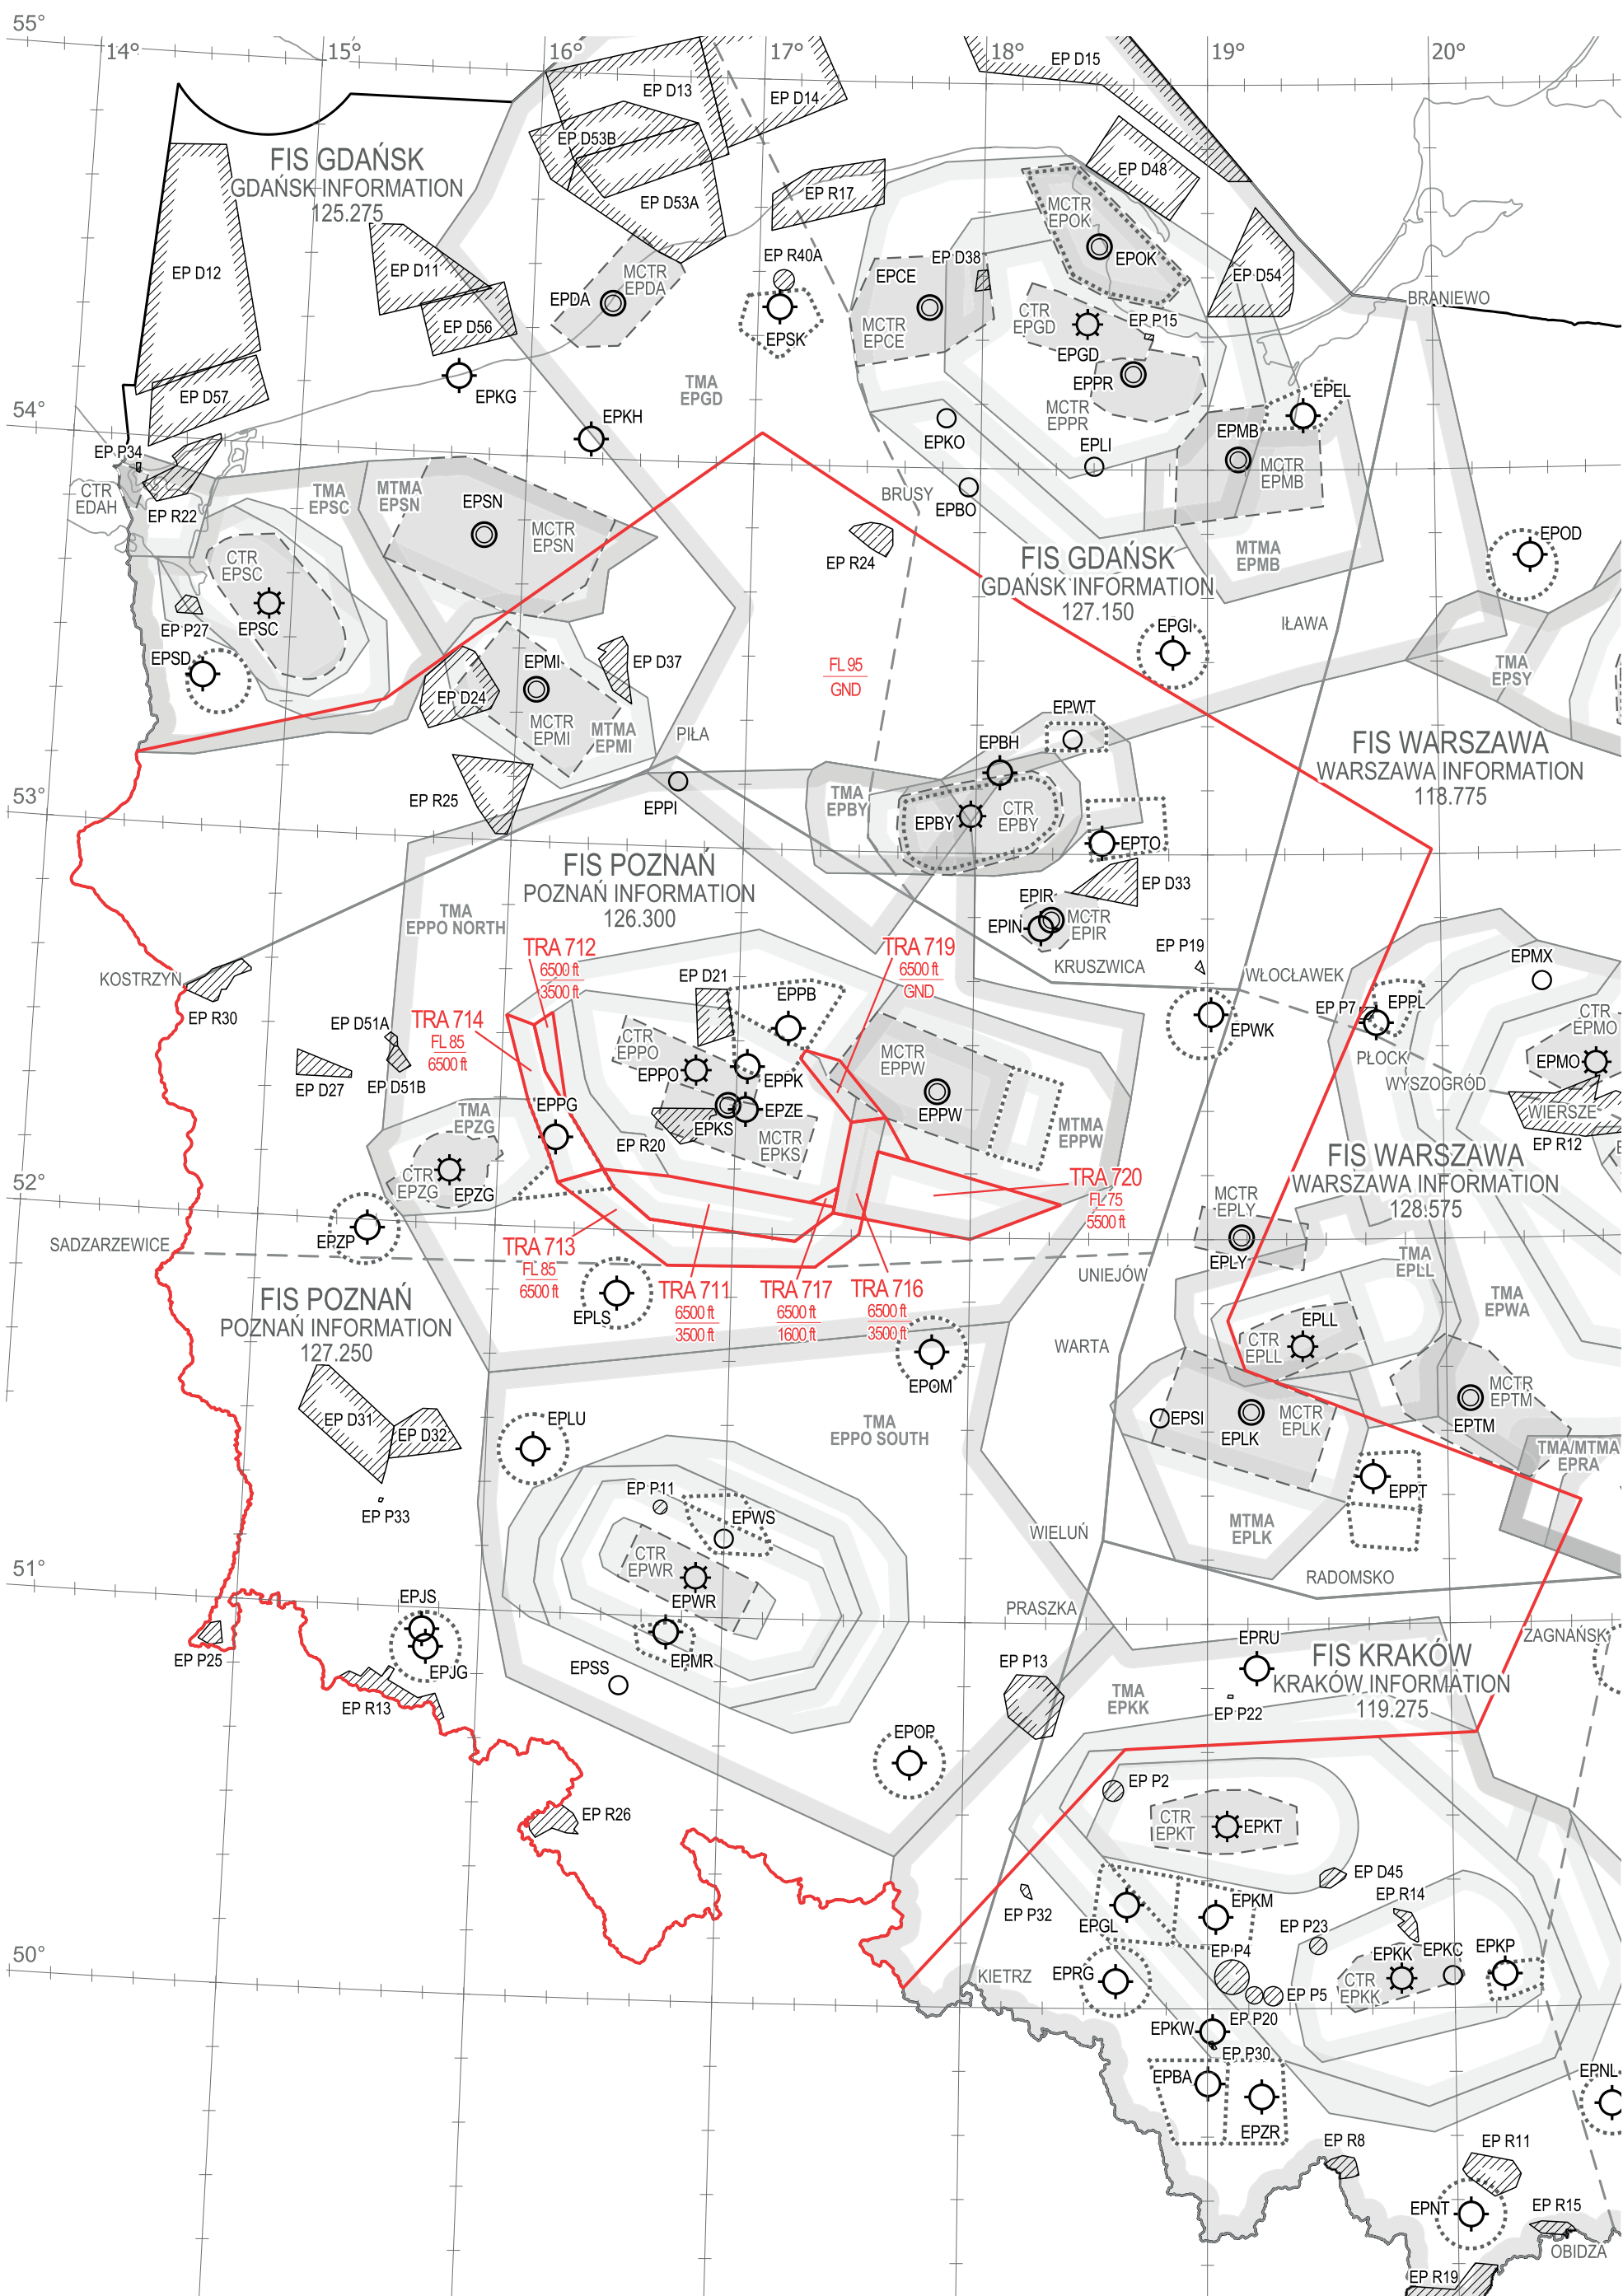 55°
14°
15°
16°
17°
18°
19°
20°
EP D15
EP D13
EP D14
EP D53B
EP D53A
FIS GDAŃSK
GDAŃSK INFORMATION
125.275
EP R17
EP D48
MCTR
EPOK
EPOK
EP D12
EP D11
EP D56
MCTR
EPDA
EPDA
EP R40A
EPSK
EPCE
MCTR
EPCE
EP D38
CTR
EPGD
EPGD
EP P15
EP D54
BRANIEWO
EPPR
MCTR
EPPR
EPKG
TMA
EPGD
EP D57
54°
EPKH
EPKO
EPLI
EPEL
EPMB
MCTR
EPMB
EP P34
CTR
EDAH
EP R22
TMA
EPSC
MTMA
EPSN
EPSN
MCTR
EPSN
BRUSY
EPBO
EP R24
FIS GDAŃSK
GDAŃSK INFORMATION
127.150
MTMA
EPMB
EPOD
CTR
EPSC
EPSC
EP P27
EPSD
EPGI
IŁAWA
TMA
EPSY
EPMI
MCTR
EPMI
MTMA
EPMI
EP D24
EP D37
FL 95
GND
PIŁA
EPWT
EPBH
FIS WARSZAWA
WARSZAWA INFORMATION
118.775
53°
EP R25
EPPI
TMA
EPBY
EPBY
CTR
EPBY
EPTO
FIS POZNAŃ
POZNAŃ INFORMATION
126.300
TMA
EPPO NORTH
EP D33
EPIR
EPIN
MCTR
EPIR
KRUSZWICA
EP P19
WŁOCŁAWEK
KOSTRZYN
EP R30
TRA 712
6500 ft
3500 ft
TRA 719
6500 ft
GND
EP D21
EPPB
EPWK
EP P7
EPPL
PŁOCK
EPMX
CTR
EPMO
EPMO
WYSZOGRÓD
WIERSZE
EP R12
TRA 714
FL 85
6500 ft
EP D51A
EP D51B
EP D27
CTR
EPPO
EPPO
EPPK
EPZE
EPKS
MCTR
EPKS
EP R20
MCTR
EPPW
EPPW
MTMA
EPPW
TMA
EPZG
EPPG
CTR
EPZG
EPZG
52°
EPZP
SADZARZEWICE
TRA 720
FL 75
5500 ft
FIS WARSZAWA
WARSZAWA INFORMATION
128.575
MCTR
EPLY
EPLY
TRA 713
FL 85
6500 ft
EPLS
TRA 711
6500 ft
3500 ft
TRA 717
6500 ft
1600 ft
TRA 716
6500 ft
3500 ft
UNIEJÓW
TMA
EPLL
TMA
EPWA
FIS POZNAŃ
POZNAŃ INFORMATION
127.250
WARTA
EPLL
CTR
EPLL
EPOM
EP D31
EP D32
EPLU
TMA
EPPO SOUTH
EPSI
EPLK
MCTR
EPLK
MCTR
EPTM
EPTM
TMA/MTMA
EPRA
EP P33
EP P11
EPWS
EPPT
MTMA
EPLK
WIELUŃ
CTR
EPWR
EPWR
RADOMSKO
51°
EPJS
EPJG
EP P25
EP R13
EPMR
EPSS
PRASZKA
EP P13
EPRU
EP P22
FIS KRAKÓW
KRAKÓW INFORMATION
119.275
ZAGNAŃSK
TMA
EPKK
EPOP
EP P2
CTR
EPKT
EPKT
EP R26
EP D45
EP R14
EP P32
EPGL
EPKM
EP P23
50°
KIETRZ
EPRG
EP P4
EP P5
EP P20
EPKK
EPKC
EPKP
CTR
EPKK
EPKW
EP P30
EPBA
EPZR
EPNL
EP R8
EP R11
EPNT
EP R15
OBIDZA
EP R19